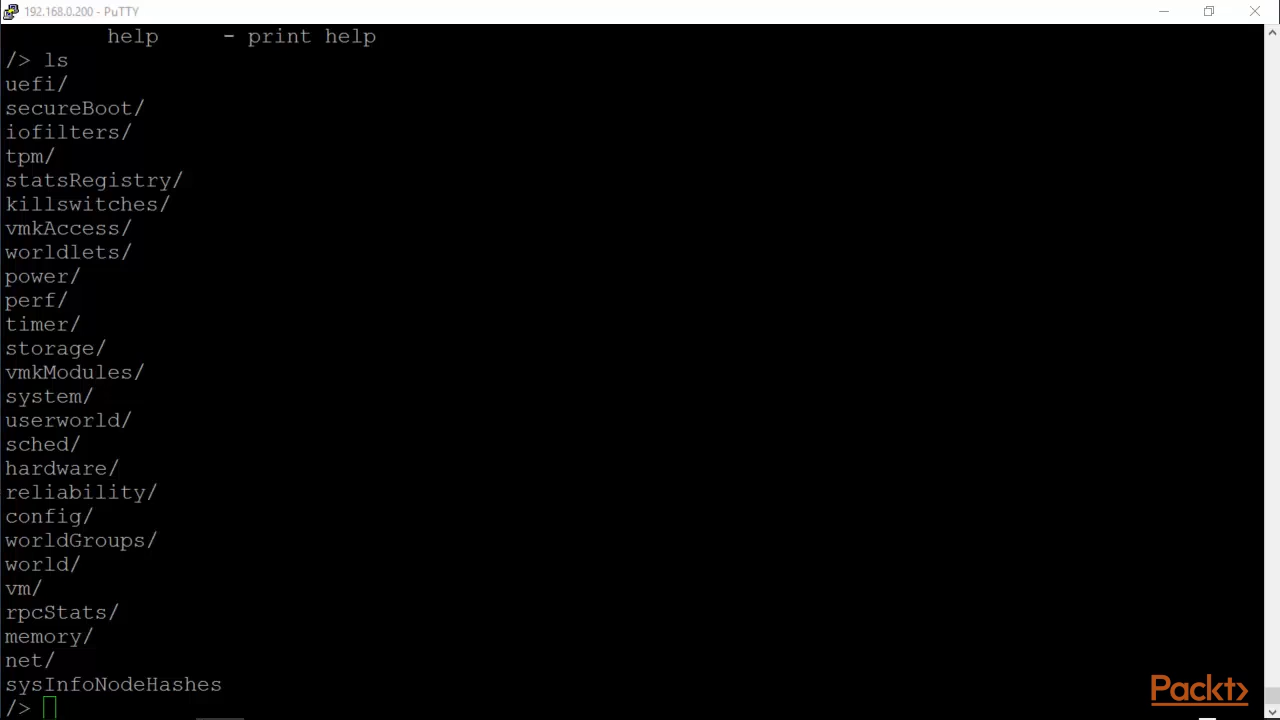 192.168.0.200 - PuTTY
help - print help
/> ls
uefi/
secureBoot/
iofilters/
tpm/
statsRegistry/
killswitches/
vmkAccess/
worldlets/
power/
perf/
timer/
storage/
vmkModules/
system/
userworld/
sched/
hardware/
reliability/
config/
worldGroups/
world/
vm/
rpcStats/
memory/
net/
sysInfoNodeHashes
/>
Packt>